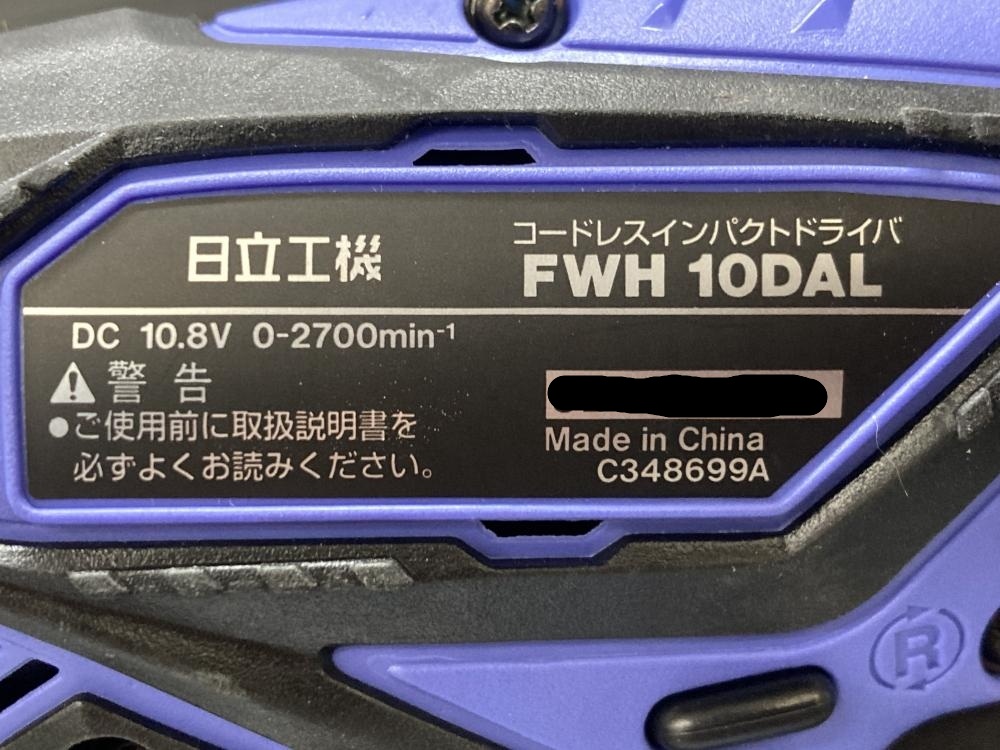 日立工機
コードレスインパクトドライバ
FWH 10DAL
DC 10.8V 0-2700min⁻¹
⚠警告
●ご使用前に取扱説明書を
必ずよくお読みください。
Made in China
C348699A
R